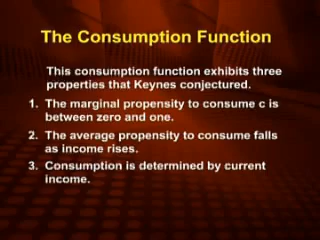 The Consumption Function
This consumption function exhibits three
properties that Keynes conjectured.
1. The marginal propensity to consume c is
between zero and one.
2. The average propensity to consume falls
as income rises.
3. Consumption is determined by current
income.